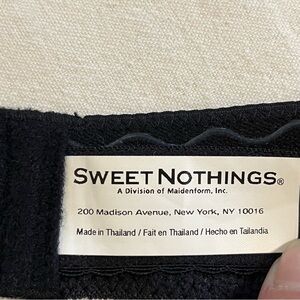 SWEET NOTHINGS®
A Division of Maidenform, Inc.
200 Madison Avenue, New York, NY 10016
Made in Thailand / Fait en Thailand / Hecho en Tailandia